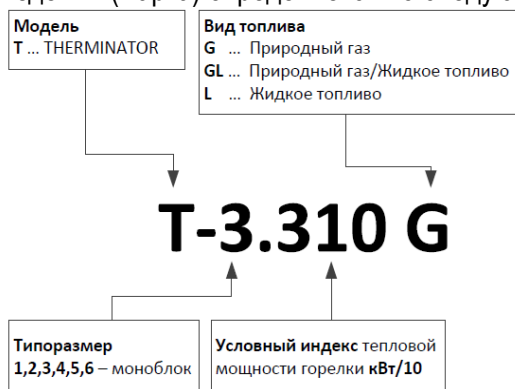 Модель
T ... THERMINATOR
Вид топлива
G ... Природный газ
GL ... Природный газ/Жидкое топливо
L ... Жидкое топливо
T-3.310 G
Типоразмер
1,2,3,4,5,6 – моноблок
Условный индекс тепловой
мощности горелки кВт/10